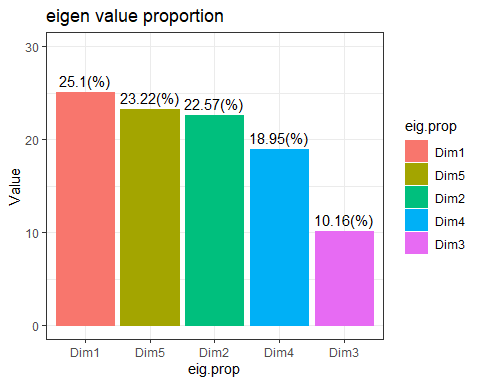 eigen value proportion
30
20
10
0
Value
25.1(%)
23.22(%)
22.57(%)
18.95(%)
10.16(%)
Dim1 Dim5 Dim2 Dim4 Dim3
eig.prop
eig.prop
Dim1
Dim5
Dim2
Dim4
Dim3